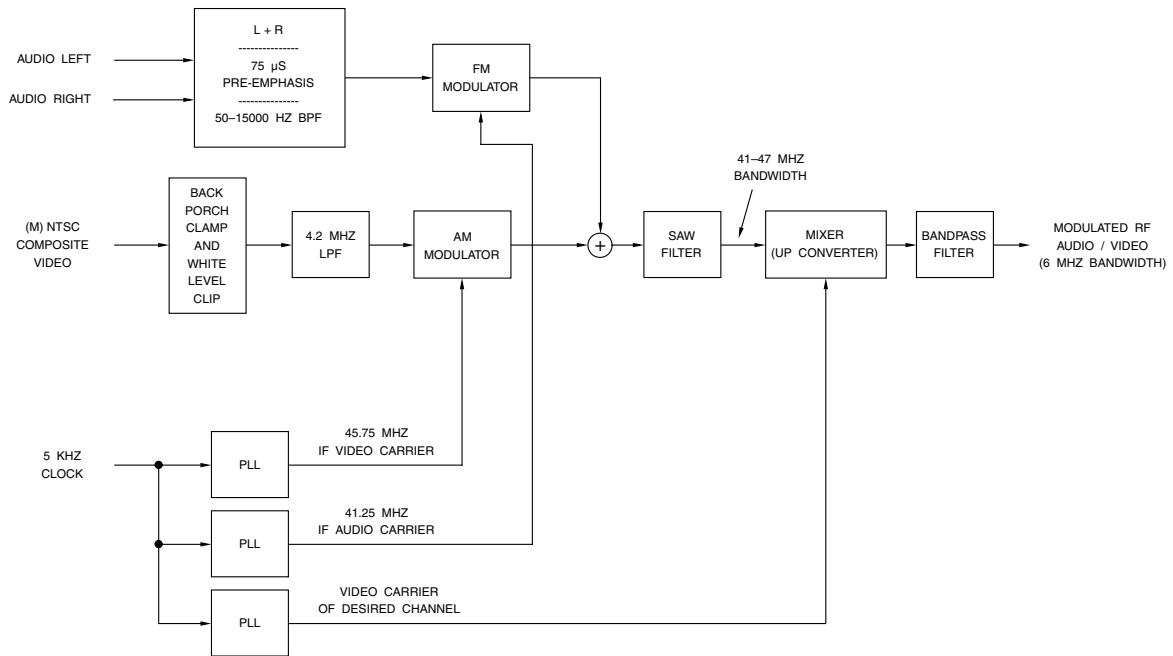 AUDIO LEFT
AUDIO RIGHT
L + R
---------------
75 µS
PRE-EMPHASIS
---------------
50–15000 HZ BPF
FM
MODULATOR
41–47 MHZ
BANDWIDTH
(M) NTSC
COMPOSITE
VIDEO
BACK
PORCH
CLAMP
AND
WHITE
LEVEL
CLIP
4.2 MHZ
LPF
AM
MODULATOR
+
SAW
FILTER
MIXER
(UP CONVERTER)
BANDPASS
FILTER
MODULATED RF
AUDIO / VIDEO
(6 MHZ BANDWIDTH)
5 KHZ
CLOCK
PLL
45.75 MHZ
IF VIDEO CARRIER
PLL
41.25 MHZ
IF AUDIO CARRIER
PLL
VIDEO CARRIER
OF DESIRED CHANNEL